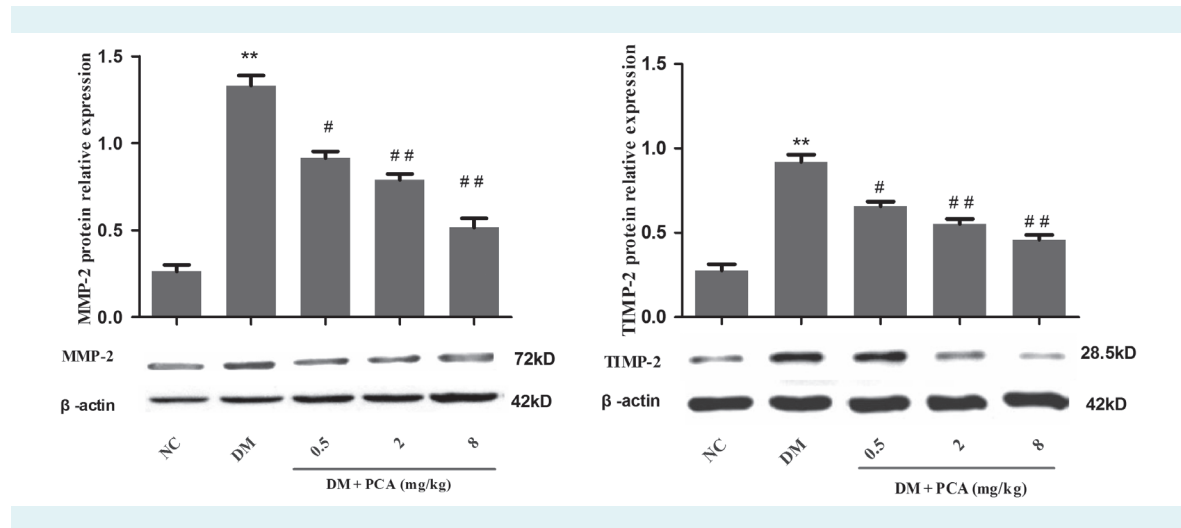 MMP-2 protein relative expression
1.5
1.0
0.5
0.0
**
#
# #
# #
MMP-2
72kD
β -actin
42kD
NC
DM
0.5
2
8
DM + PCA (mg/kg)
TIMP-2 protein relative expression
1.5
1.0
0.5
0.0
**
#
# #
# #
TIMP-2
28.5kD
β -actin
42kD
NC
DM
0.5
2
8
DM + PCA (mg/kg)